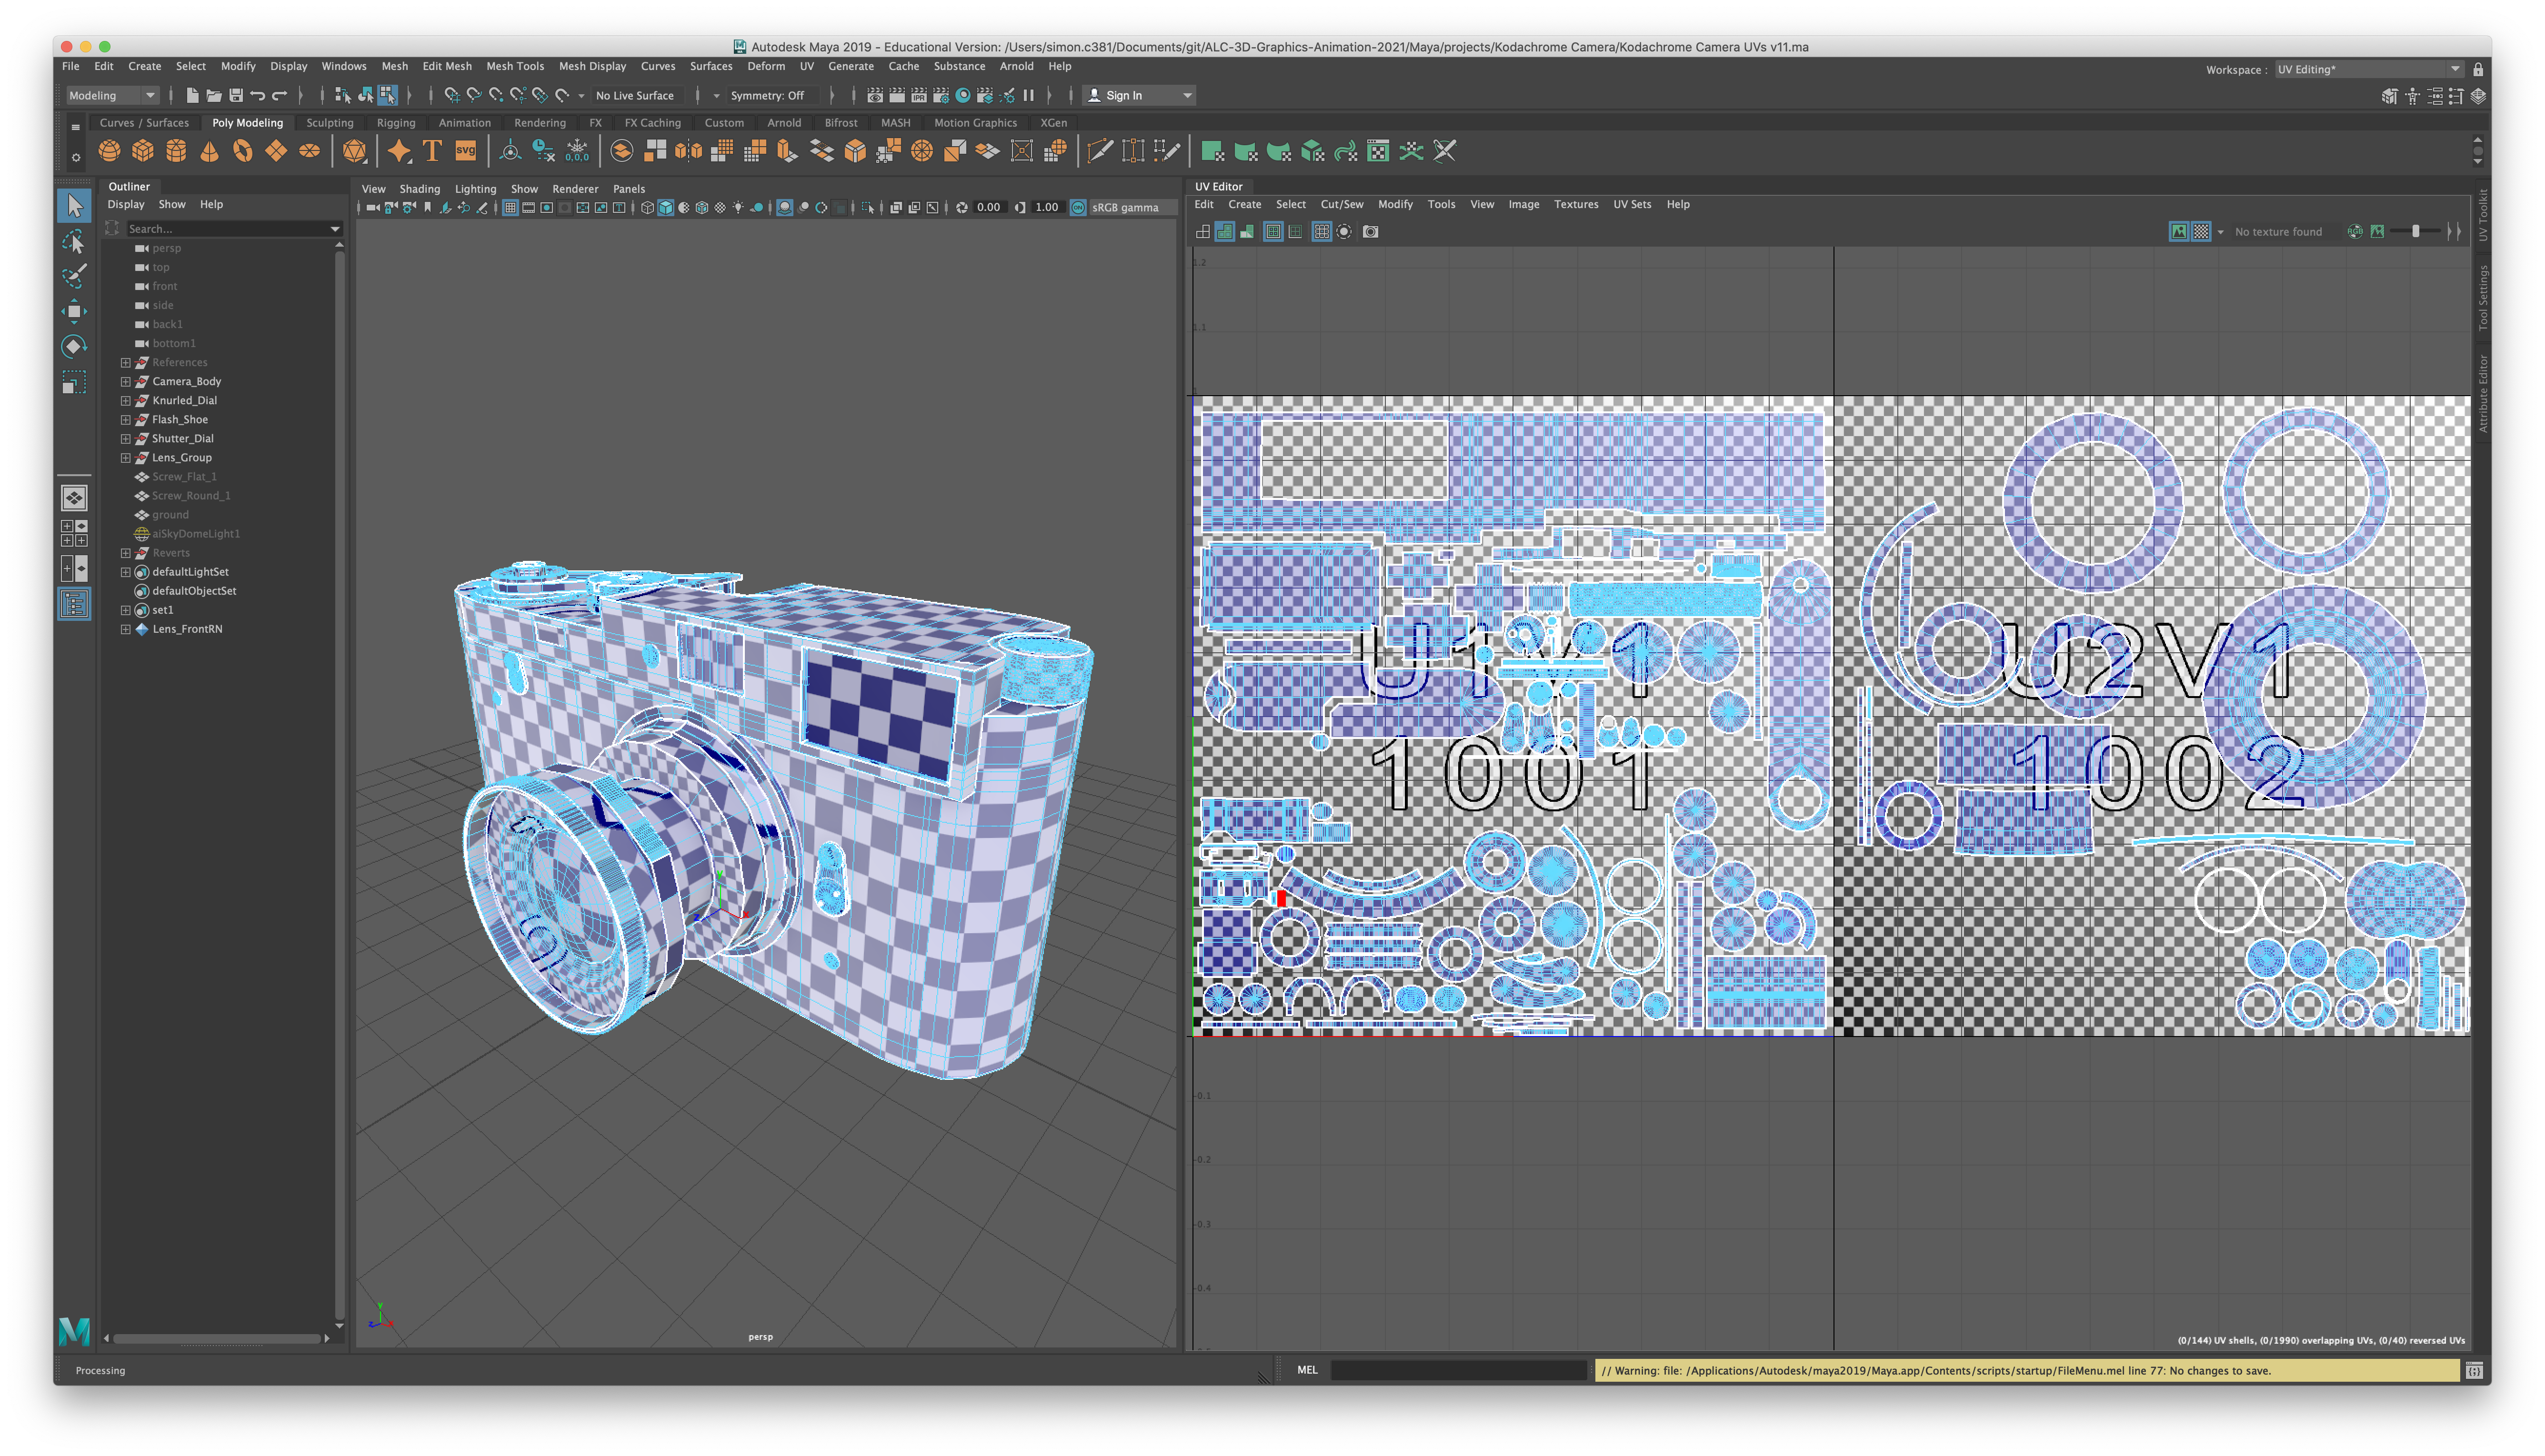 Autodesk Maya 2019 - Educational Version: /Users/simon.c381/Documents/git/ALC-3D-Graphics-Animation-2021/Maya/projects/Kodachrome Camera/Kodachrome Camera UVs v11.ma
File Edit Create Select Modify Display Windows Mesh Edit Mesh Mesh Tools Mesh Display Curves Surfaces Deform UV Generate Cache Substance Arnold Help
Workspace : UV Editing*
Modeling No Live Surface Symmetry: Off IPR Sign In
Curves / Surfaces Poly Modeling Sculpting Rigging Animation Rendering FX FX Caching Custom Arnold Bifrost MASH Motion Graphics XGen
T SVG 0,0,0
Outliner
Display Show Help
Search...
persp
top
front
side
back1
bottom1
References
Camera_Body
Knurled_Dial
Flash_Shoe
Shutter_Dial
Lens_Group
Screw_Flat_1
Screw_Round_1
ground
aiSkyDomeLight1
Reverts
defaultLightSet
defaultObjectSet
set1
Lens_FrontRN
View Shading Lighting Show Renderer Panels
0.00 1.00 ON sRGB gamma
y
z x
persp
UV Editor
Edit Create Select Cut/Sew Modify Tools View Image Textures UV Sets Help
No texture found RGB
1.2
1.1
U1V1
1001
U2V1
1002
-0.1
-0.2
-0.3
-0.4
(0/144) UV shells, (0/1990) overlapping UVs, (0/40) reversed UVs
UV Toolkit
Tool Settings
Attribute Editor
Processing
MEL
// Warning: file: /Applications/Autodesk/maya2019/Maya.app/Contents/scripts/startup/FileMenu.mel line 77: No changes to save.